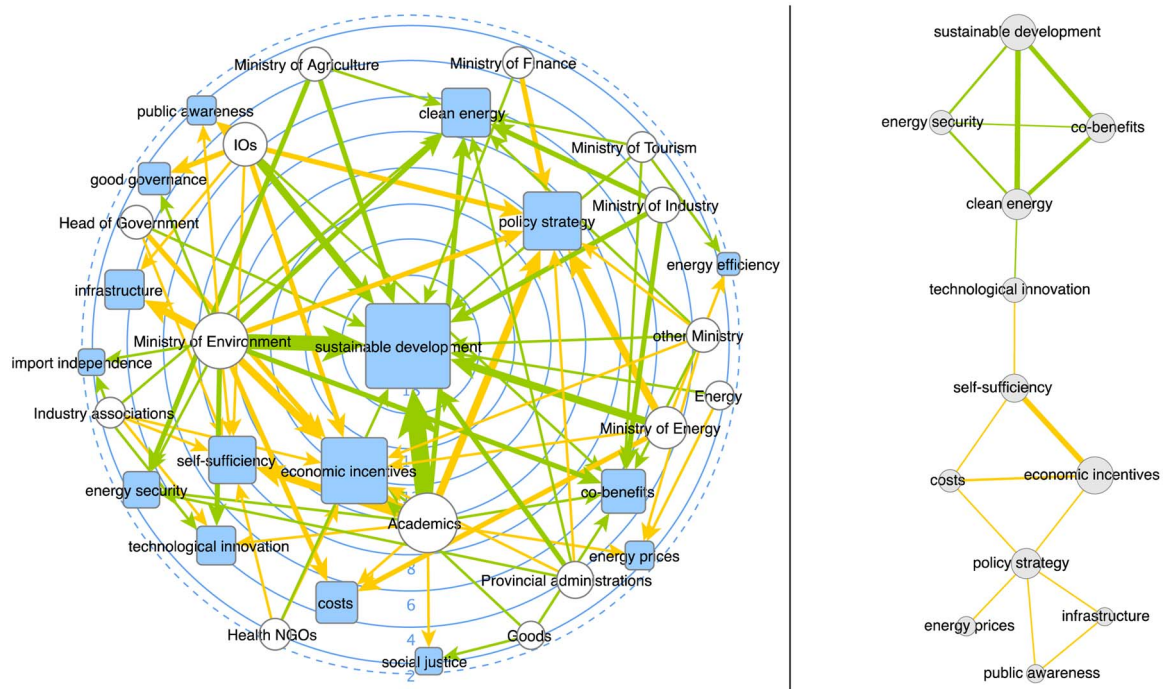 Ministry of Agriculture
Ministry of Finance
public awareness
clean energy
IOs
Ministry of Tourism
good governance
Ministry of Industry
Head of Government
policy strategy
energy efficiency
infrastructure
other Ministry
Ministry of Environment
sustainable development
import independence
Energy
Industry associations
Ministry of Energy
self-sufficiency
economic incentives
energy security
co-benefits
Academics
technological innovation
energy prices
8
Provincial administrations
costs
6
Health NGOs
Goods
4
social justice
2
sustainable development
energy security
co-benefits
clean energy
technological innovation
self-sufficiency
costs
economic incentives
policy strategy
energy prices
infrastructure
public awareness